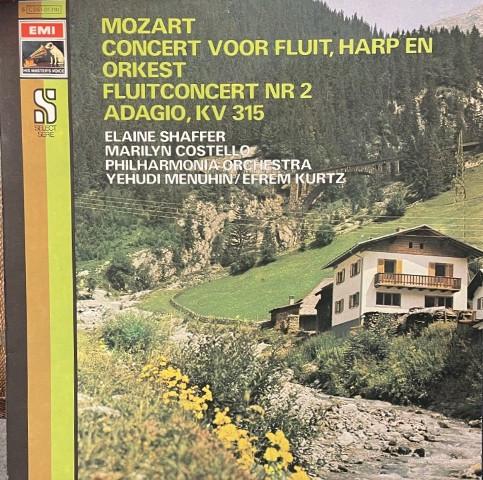 EMI
HIS MASTER'S VOICE
S
SELECT
SERIE
MOZART
CONCERT VOOR FLUIT, HARP EN
ORKEST
FLUITCONCERT NR 2
ADAGIO, KV 315
ELAINE SHAFFER
MARILYN COSTELLO
PHILHARMONIA ORCHESTRA
YEHUDI MENUHIN/EFREM KURTZ